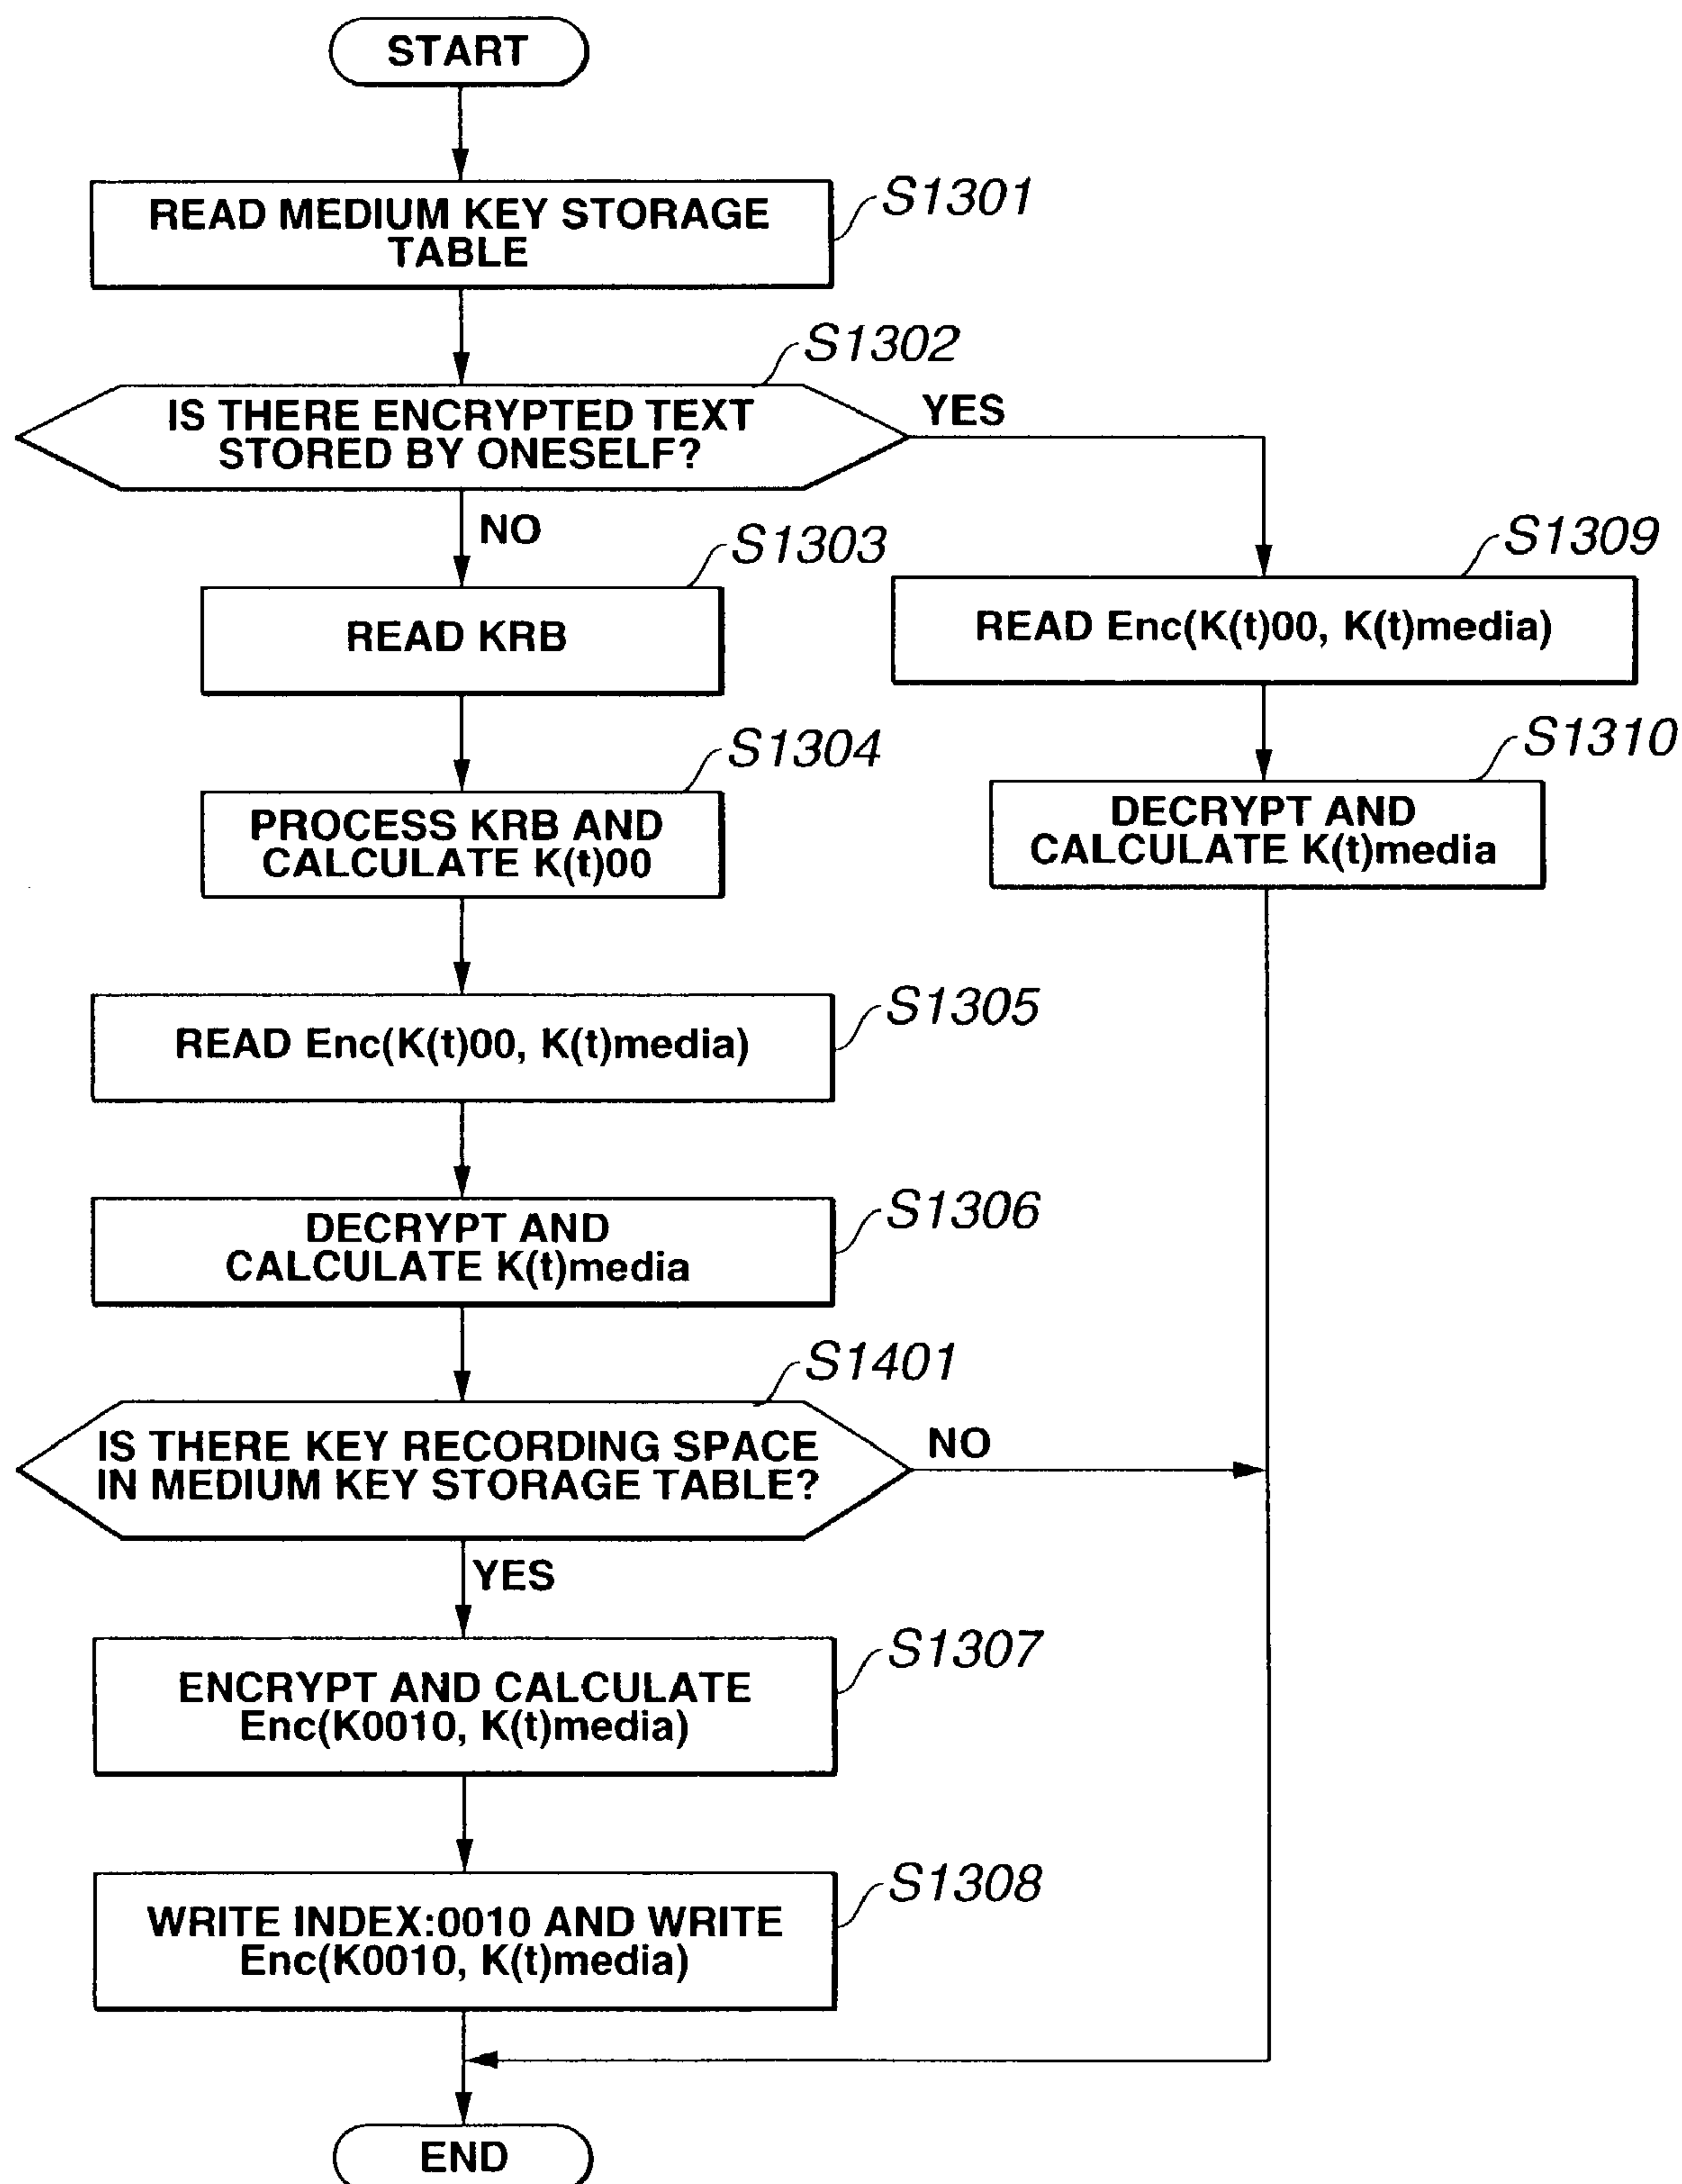 START
READ MEDIUM KEY STORAGE
TABLE
S1301
IS THERE ENCRYPTED TEXT
STORED BY ONESELF?
S1302
YES
NO
READ KRB
S1303
READ Enc(K(t)00, K(t)media)
S1309
PROCESS KRB AND
CALCULATE K(t)00
S1304
DECRYPT AND
CALCULATE K(t)media
S1310
READ Enc(K(t)00, K(t)media)
S1305
DECRYPT AND
CALCULATE K(t)media
S1306
IS THERE KEY RECORDING SPACE
IN MEDIUM KEY STORAGE TABLE?
S1401
NO
YES
ENCRYPT AND CALCULATE
Enc(K0010, K(t)media)
S1307
WRITE INDEX:0010 AND WRITE
Enc(K0010, K(t)media)
S1308
END